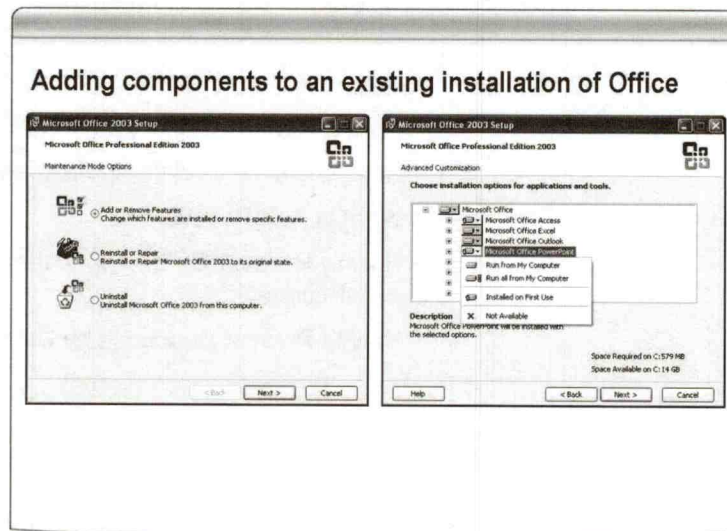 Adding components to an existing installation of Office
Microsoft Office 2003 Setup
Microsoft Office Professional Edition 2003
Maintenance Mode Options
Add or Remove Features
Change which features are installed or remove specific features.
Reinstall or Repair
Reinstall or Repair Microsoft Office 2003 to its original state.
Uninstall
Uninstall Microsoft Office 2003 from this computer.
< Back
Next >
Cancel
Microsoft Office 2003 Setup
Microsoft Office Professional Edition 2003
Advanced Customization
Choose installation options for applications and tools.
Microsoft Office
Microsoft Office Access
Microsoft Office Excel
Microsoft Office Outlook
Microsoft Office PowerPoint
Run from My Computer
Run all from My Computer
Installed on First Use
Not Available
Description
Microsoft Office PowerPoint will be installed with
the selected options.
Space Required on C: 579 MB
Space Available on C: 14 GB
Help
< Back
Next >
Cancel